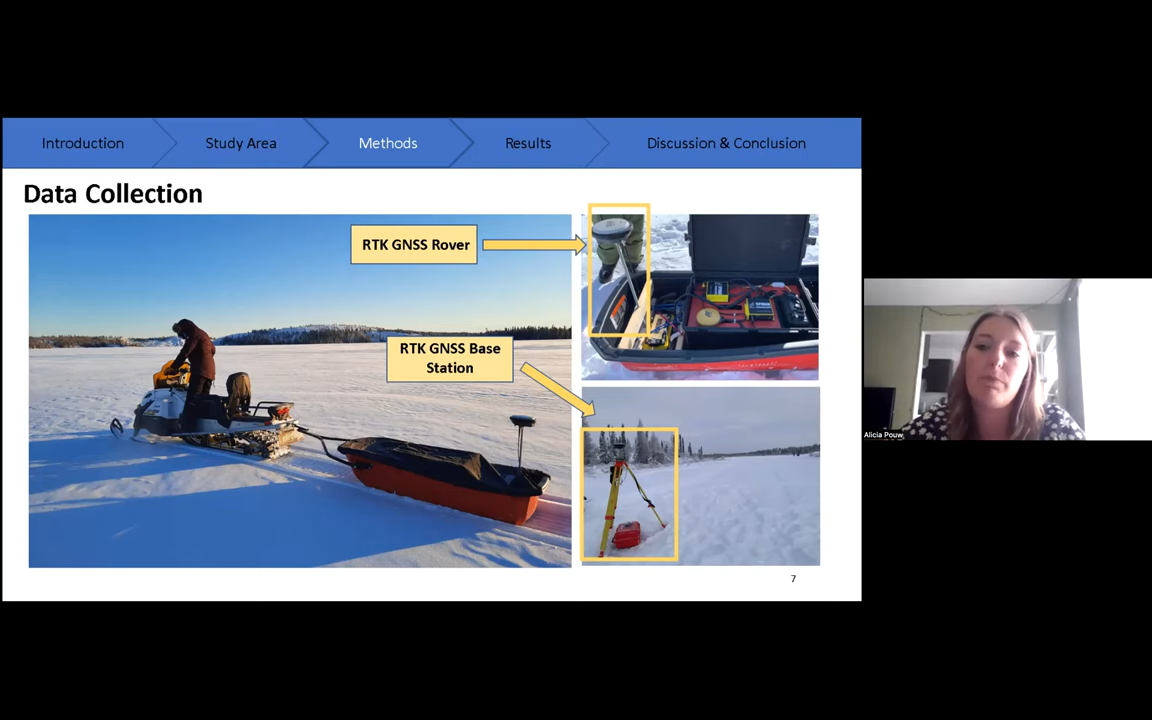 Introduction
Study Area
Methods
Results
Discussion & Conclusion
Data Collection
RTK GNSS Rover
RTK GNSS Base
Station
7
Alicia Pouw